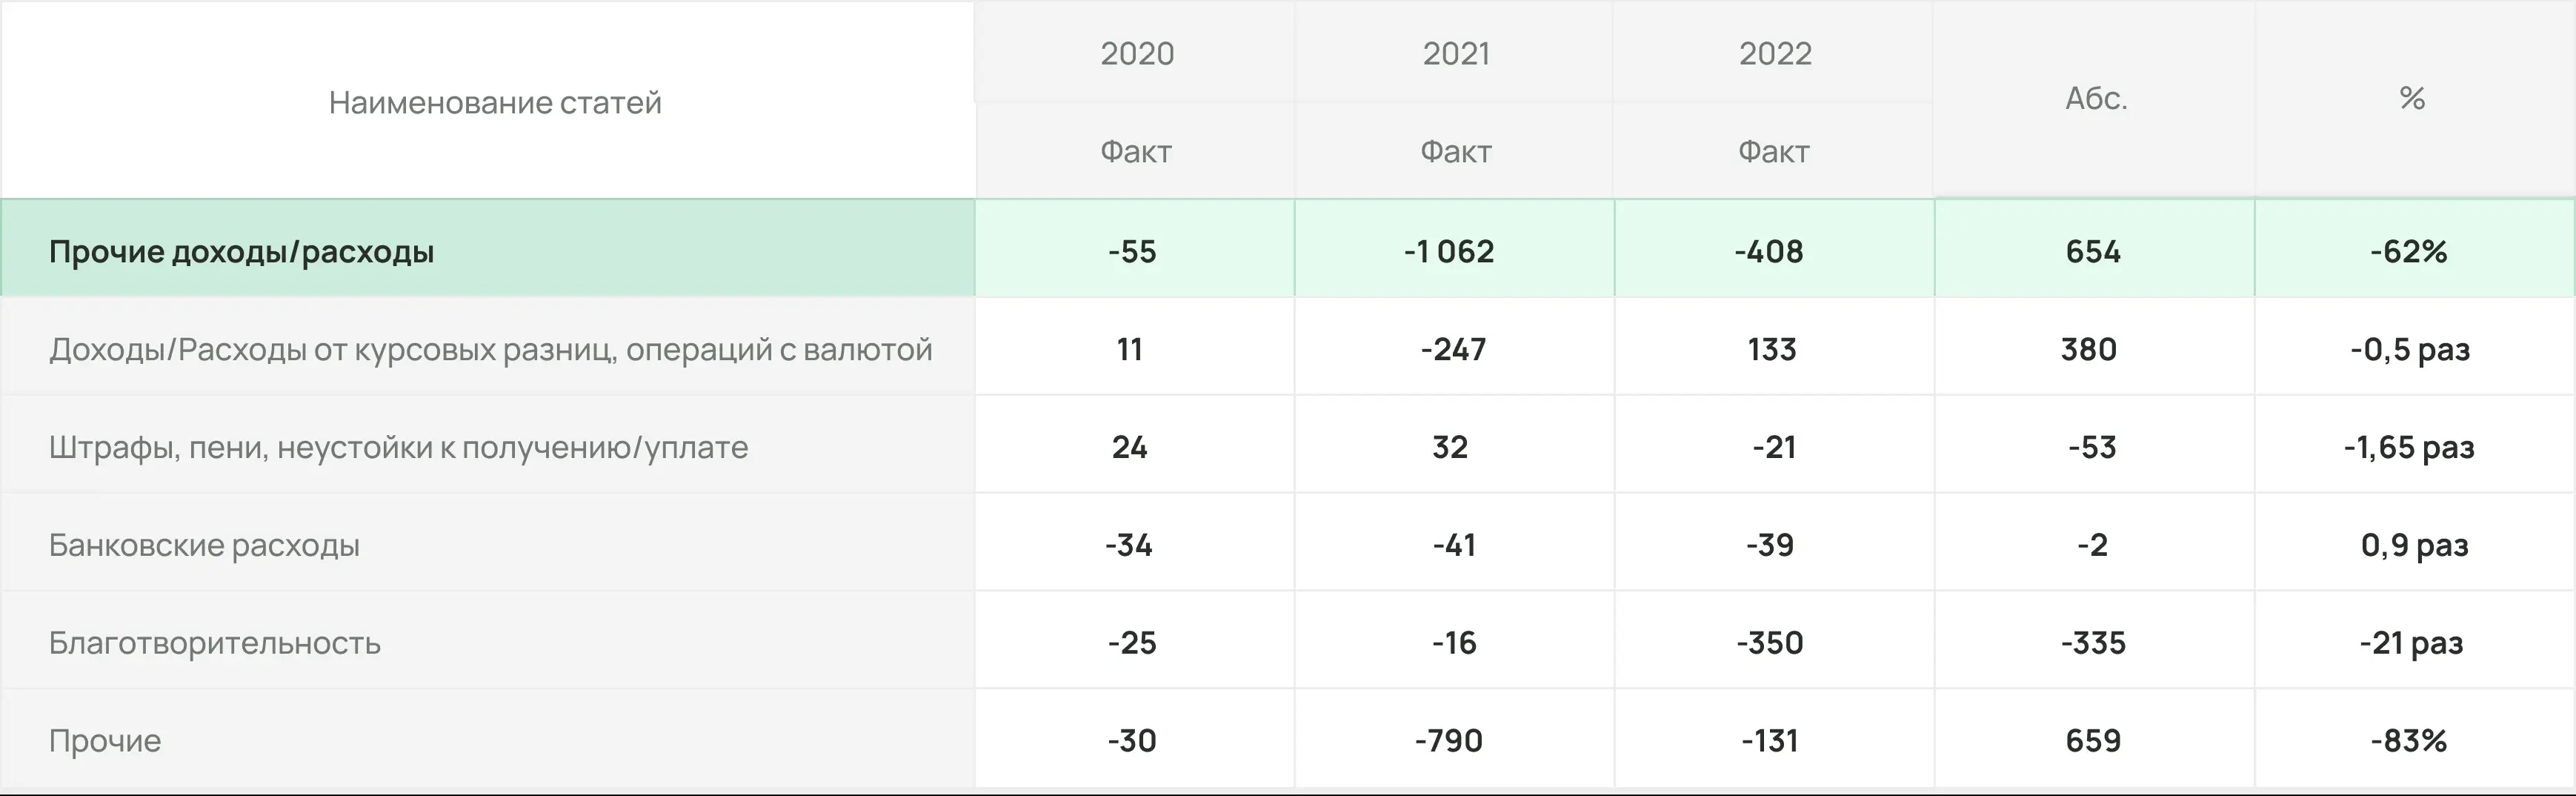 Наименование статей 2020 2021 2022 Абс. %
Факт Факт Факт
Прочие доходы/расходы -55 -1 062 -408 654 -62%
Доходы/Расходы от курсовых разниц, операций с валютой 11 -247 133 380 -0,5 раз
Штрафы, пени, неустойки к получению/уплате 24 32 -21 -53 -1,65 раз
Банковские расходы -34 -41 -39 -2 0,9 раз
Благотворительность -25 -16 -350 -335 -21 раз
Прочие -30 -790 -131 659 -83%